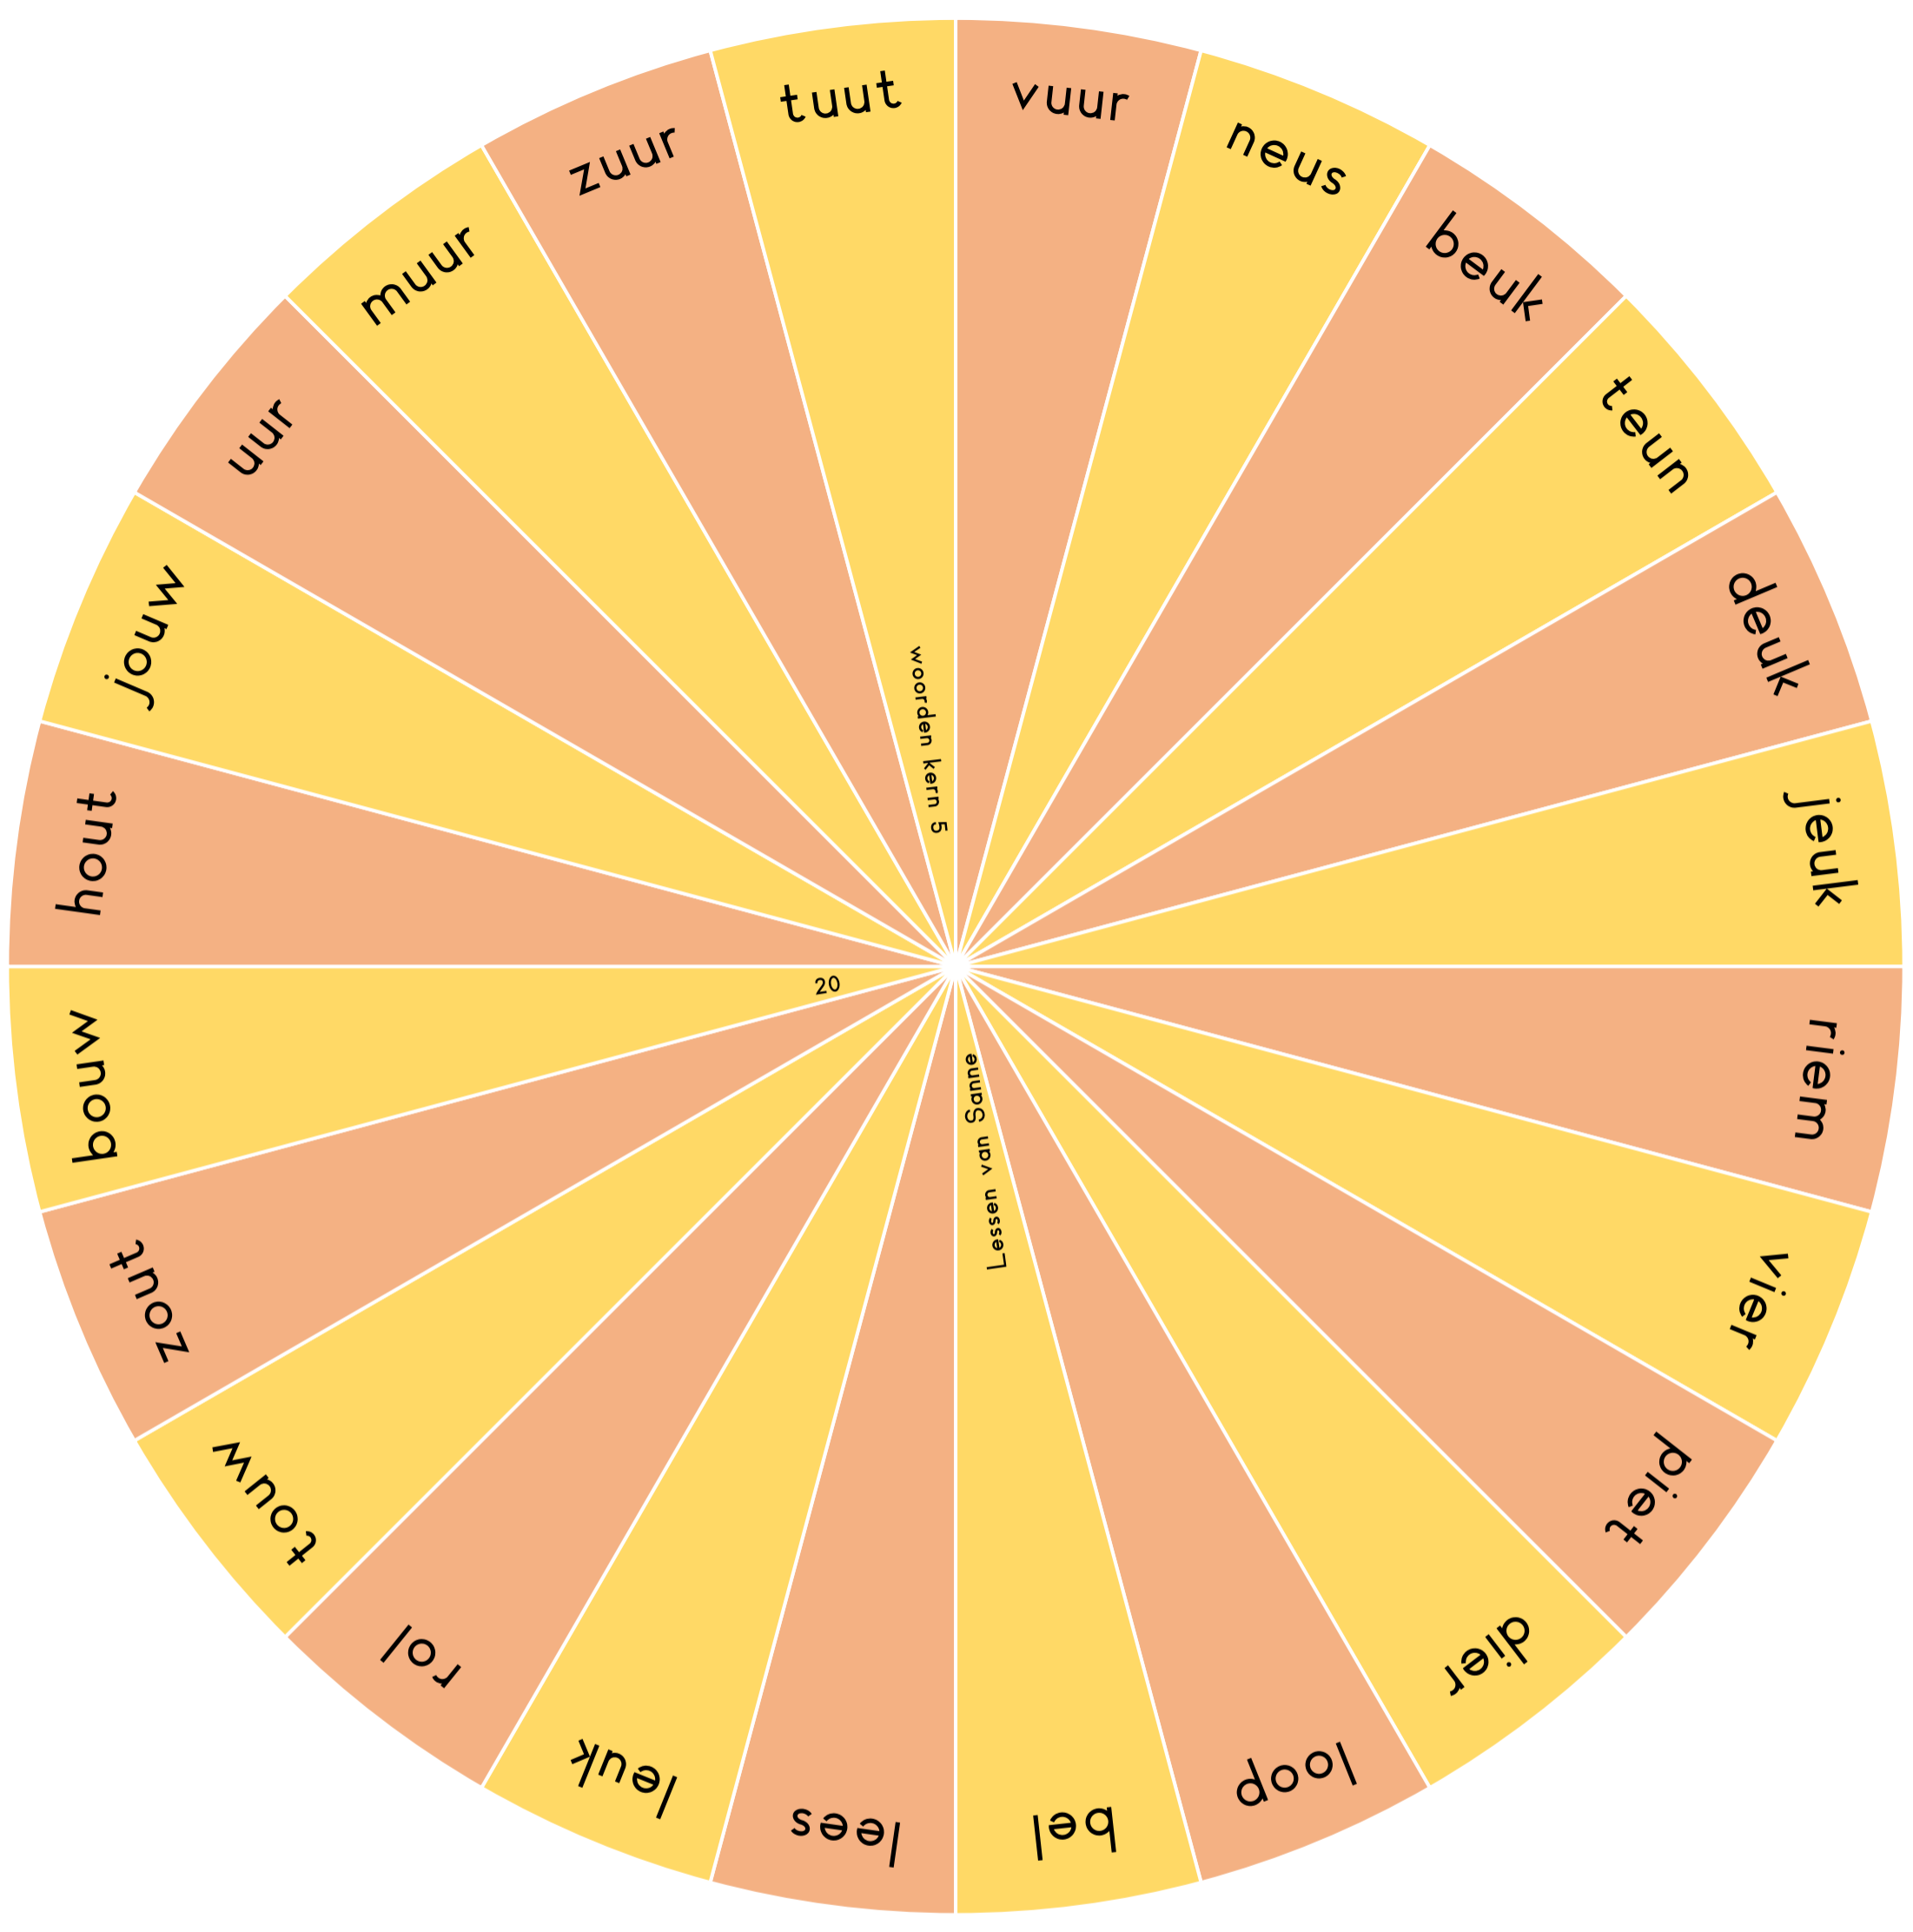 vuur
neus
beuk
teun
deuk
jeuk
riem
vier
piet
dier
loop
bel
lees
leuk
rol
touw
zout
bouw
hout
jouw
uur
muur
zuur
tuut
woorden kern 5
20
Lessen van Sanne